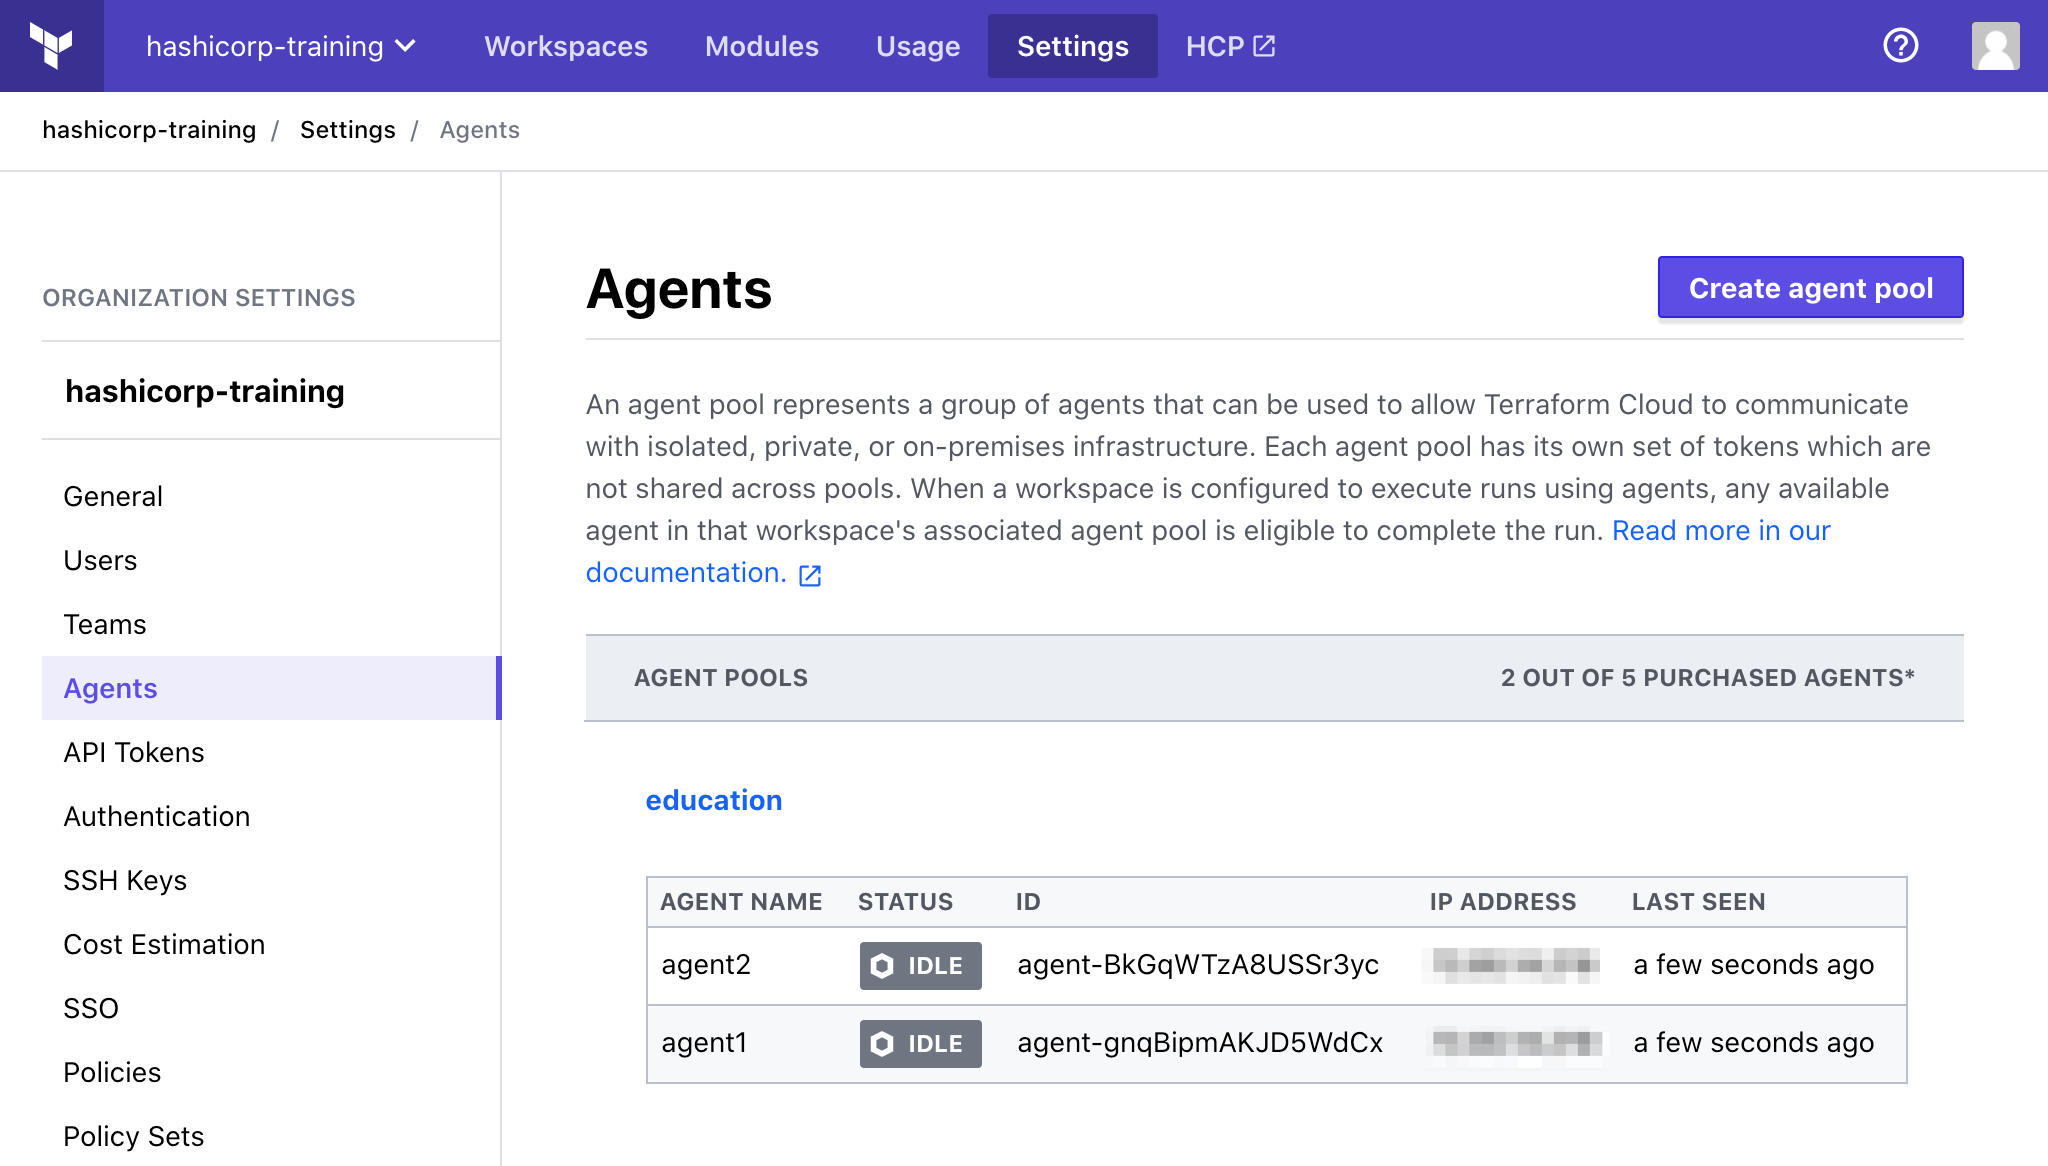 hashicorp-training Workspaces Modules Usage Settings HCP
hashicorp-training / Settings / Agents
ORGANIZATION SETTINGS
hashicorp-training
General
Users
Teams
Agents
API Tokens
Authentication
SSH Keys
Cost Estimation
SSO
Policies
Policy Sets
Agents
Create agent pool
An agent pool represents a group of agents that can be used to allow Terraform Cloud to communicate
with isolated, private, or on-premises infrastructure. Each agent pool has its own set of tokens which are
not shared across pools. When a workspace is configured to execute runs using agents, any available
agent in that workspace's associated agent pool is eligible to complete the run. Read more in our
documentation.
AGENT POOLS 2 OUT OF 5 PURCHASED AGENTS*
education
AGENT NAME STATUS ID IP ADDRESS LAST SEEN
agent2 IDLE agent-BkGqWTzA8USSr3yc a few seconds ago
agent1 IDLE agent-gnqBipmAKJD5WdCx a few seconds ago